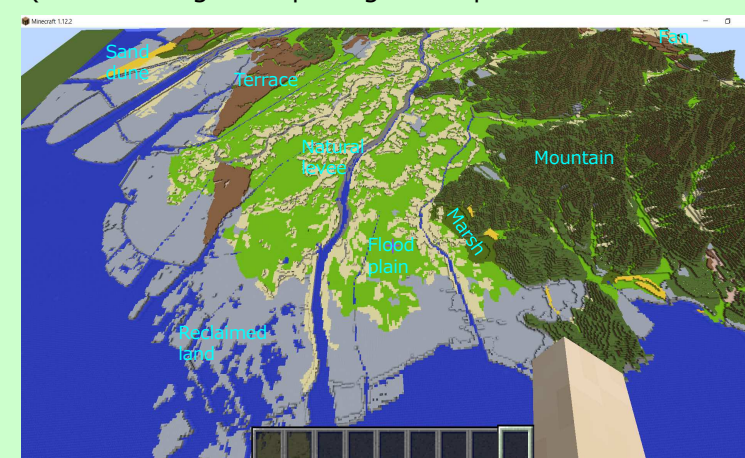 Minecraft 1.12.2
Sand
dune
Fan
Terrace
Natural
levee
Mountain
Marsh
Flood
plain
Reclaimed
land